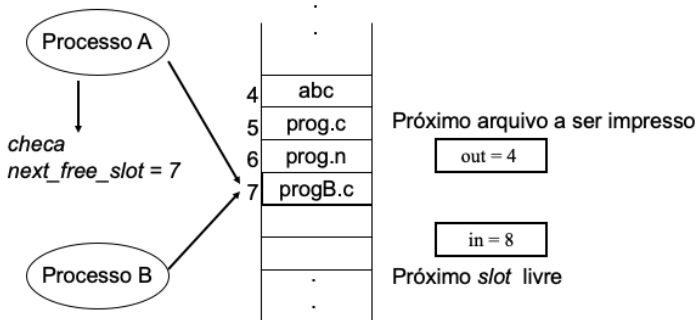 Processo A
checa
next_free_slot = 7
Processo B
4 abc
5 prog.c
6 prog.n
7 progB.c
Próximo arquivo a ser impresso
out = 4
in = 8
Próximo slot livre